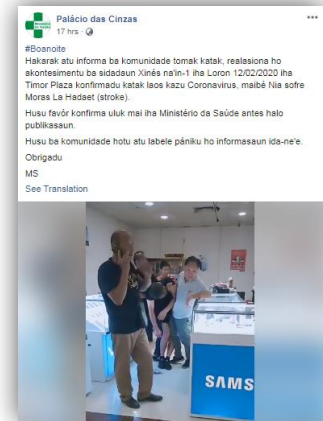 Palácio das Cinzas
17 hrs ·
#Boanoite
Hakarak atu informa ba komunidade tomak katak, realasiona ho
akontesimentu ba sidadaun Xinés na'in-1 iha Loron 12/02/2020 iha
Timor Plaza konfirmadu katak laos kazu Coronavirus, maibé Nia sofre
Moras La Hadaet (stroke).
Husu favór konfirma uluk mai iha Ministério da Saúde antes halo
publikasaun.
Husu ba komunidade hotu atu labele pániku ho informasaun ida-ne'e.
Obrigadu
MS
See Translation
SAMS